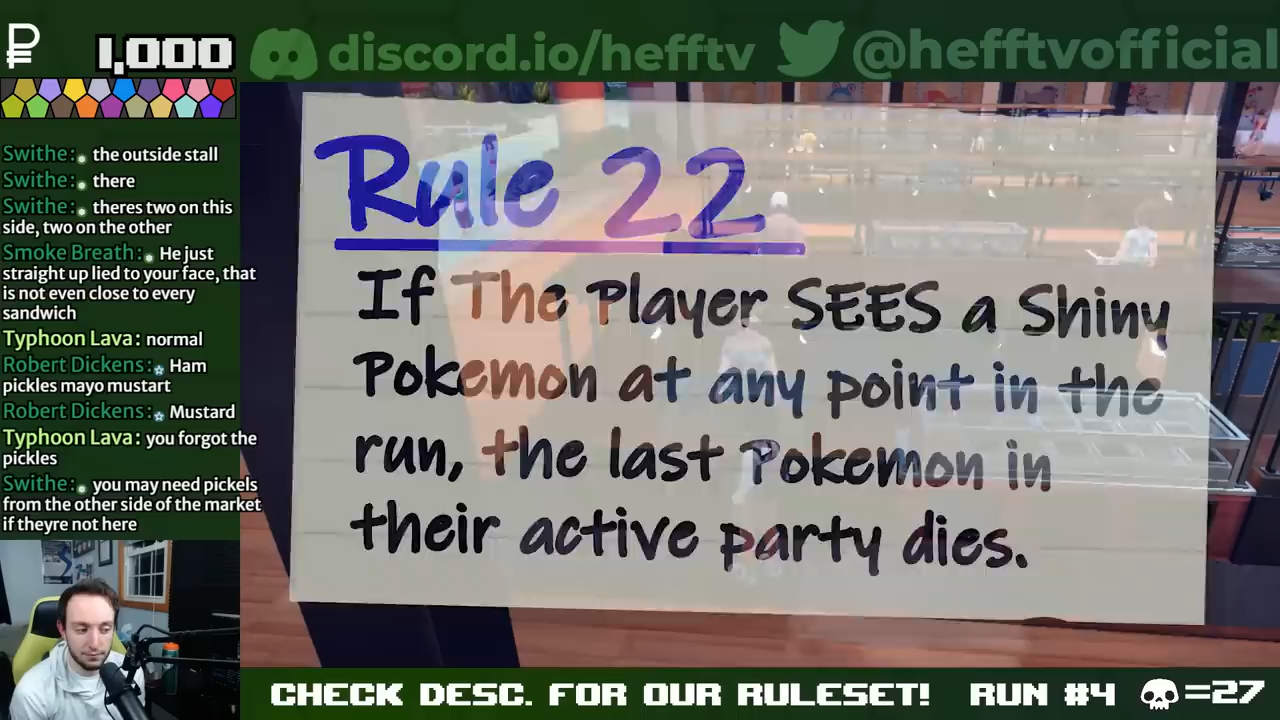 1,000
discord.io/hefftv
@hefftvofficial
Swithe: the outside stall
Swithe: there
Swithe: theres two on this
side, two on the other
Smoke Breath: He just
straight up lied to your face, that
is not even close to every
sandwich
Typhoon Lava: normal
Robert Dickens: Ham
pickles mayo mustart
Robert Dickens: Mustard
Typhoon Lava: you forgot the
pickles
Swithe: you may need pickels
from the other side of the market
if theyre not here
Rule 22
If The Player SEES a Shiny
Pokemon at any point in the
run, the last Pokemon in
their active party dies.
CHECK DESC. FOR OUR RULESET! RUN #4 =27